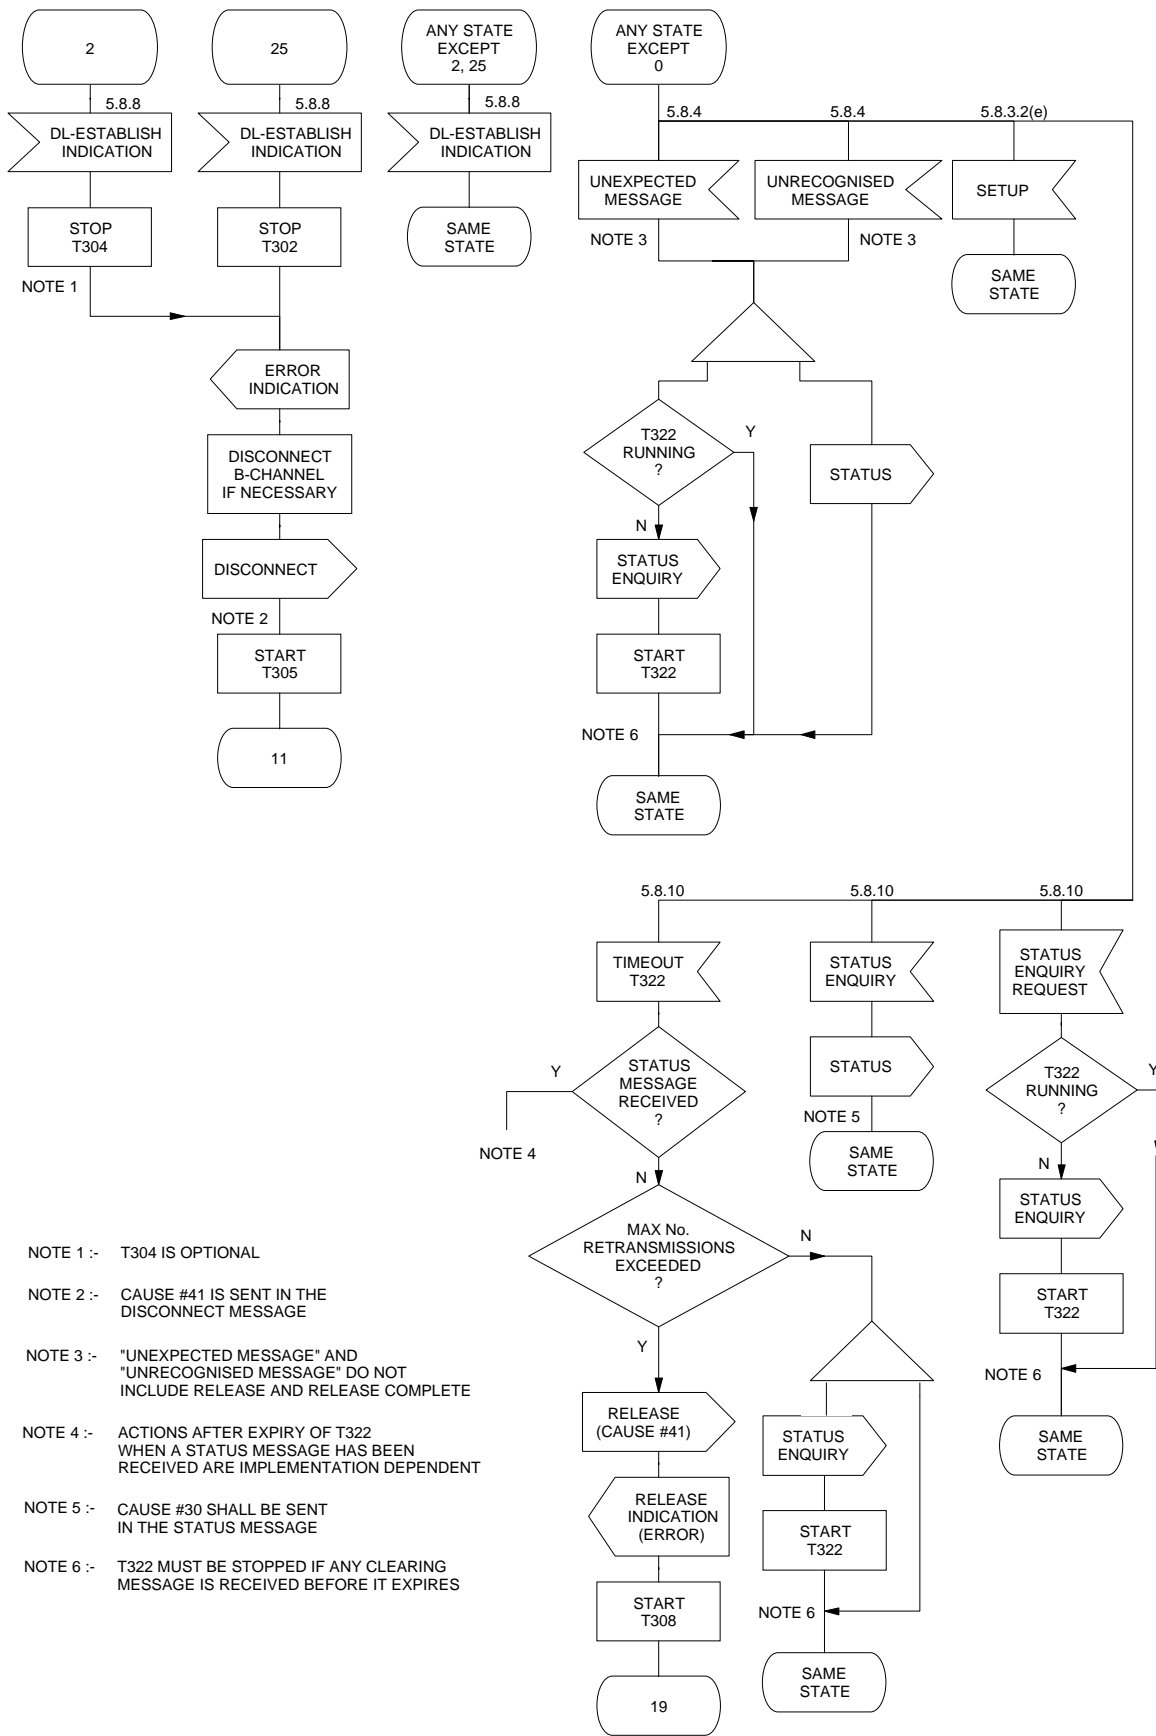 2
25
ANY STATE
EXCEPT
2, 25
ANY STATE
EXCEPT
0
5.8.8
5.8.8
5.8.8
5.8.4
5.8.4
5.8.3.2(e)
DL-ESTABLISH
INDICATION
DL-ESTABLISH
INDICATION
DL-ESTABLISH
INDICATION
UNEXPECTED
MESSAGE
UNRECOGNISED
MESSAGE
SETUP
STOP
T304
STOP
T302
SAME
STATE
NOTE 3
NOTE 3
SAME
STATE
NOTE 1
ERROR
INDICATION
T322
RUNNING
?
Y
DISCONNECT
B-CHANNEL
IF NECESSARY
STATUS
N
DISCONNECT
STATUS
ENQUIRY
NOTE 2
START
T305
START
T322
NOTE 6
11
SAME
STATE
5.8.10
5.8.10
5.8.10
TIMEOUT
T322
STATUS
ENQUIRY
STATUS
ENQUIRY
REQUEST
Y
STATUS
MESSAGE
RECEIVED
?
STATUS
T322
RUNNING
?
Y
NOTE 5
NOTE 4
SAME
STATE
N
N
STATUS
ENQUIRY
MAX No.
RETRANSMISSIONS
EXCEEDED
?
N
START
T322
Y
NOTE 6
RELEASE
(CAUSE #41)
STATUS
ENQUIRY
SAME
STATE
RELEASE
INDICATION
(ERROR)
START
T322
START
T308
NOTE 6
19
SAME
STATE
NOTE 1 :- T304 IS OPTIONAL
NOTE 2 :- CAUSE #41 IS SENT IN THE
DISCONNECT MESSAGE
NOTE 3 :- "UNEXPECTED MESSAGE" AND
"UNRECOGNISED MESSAGE" DO NOT
INCLUDE RELEASE AND RELEASE COMPLETE
NOTE 4 :- ACTIONS AFTER EXPIRY OF T322
WHEN A STATUS MESSAGE HAS BEEN
RECEIVED ARE IMPLEMENTATION DEPENDENT
NOTE 5 :- CAUSE #30 SHALL BE SENT
IN THE STATUS MESSAGE
NOTE 6 :- T322 MUST BE STOPPED IF ANY CLEARING
MESSAGE IS RECEIVED BEFORE IT EXPIRES